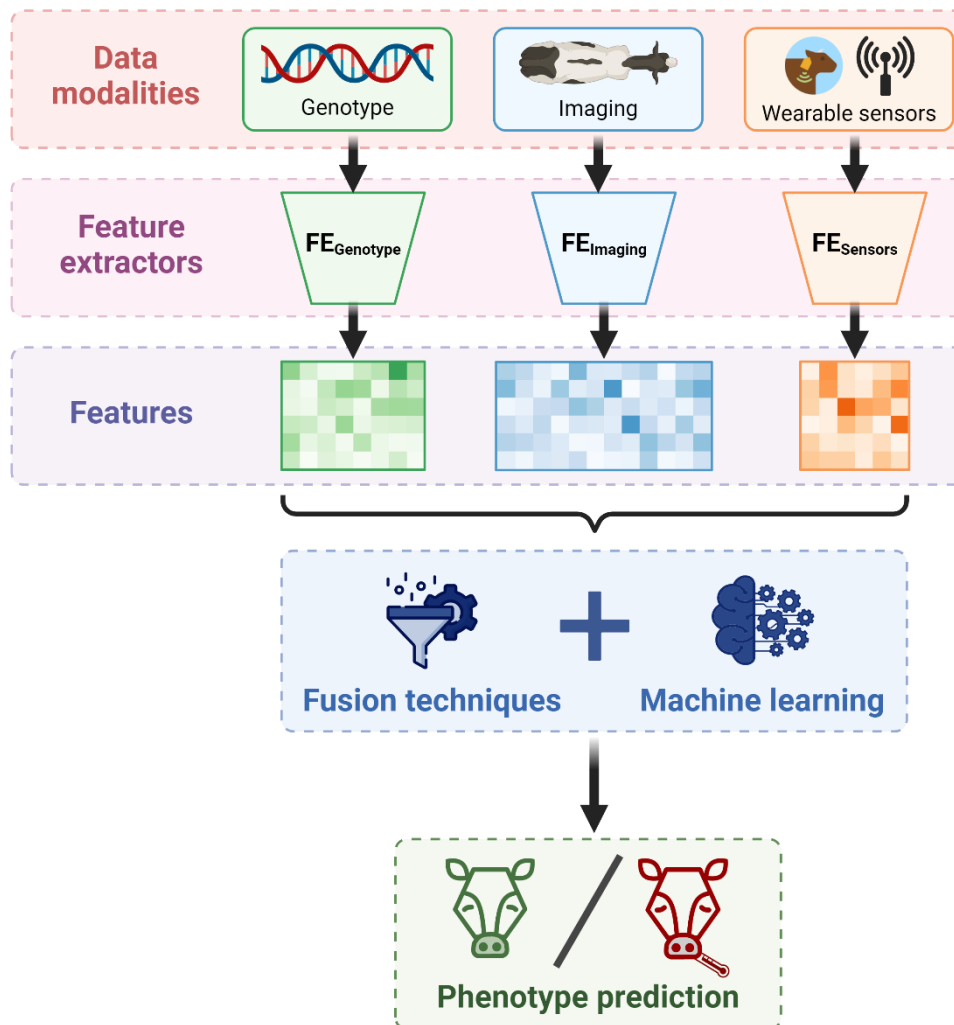 Data
modalities
Genotype
Imaging
Wearable sensors
Feature
extractors
FEGenotype
FEImaging
FESensors
Features
Fusion techniques
Machine learning
Phenotype prediction